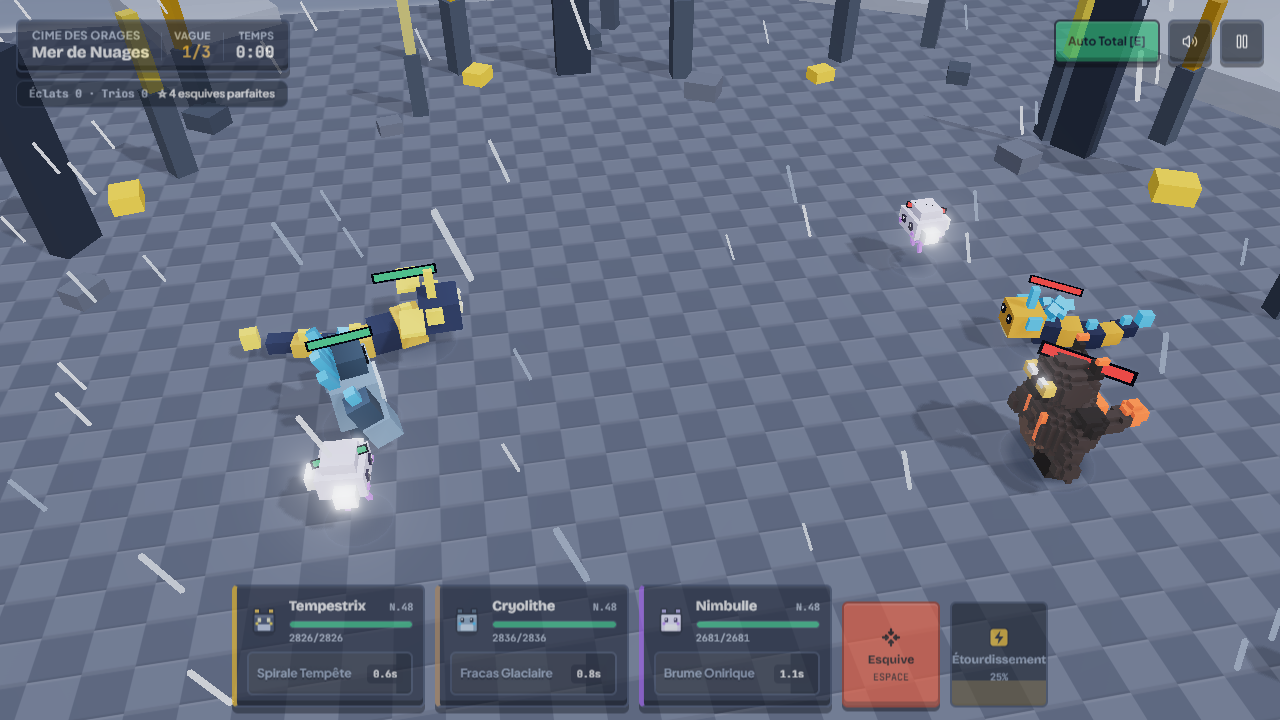 CIME DES ORAGES
Mer de Nuages
VAGUE
1/3
TEMPS
0:00
Éclats 0 · Trios 0 ★ 4 esquives parfaites
Auto Total [E]
Tempestrix N.48
2826/2826
Spirale Tempête 0.6s
Cryolithe N.48
2836/2836
Fracas Glaciaire 0.8s
Nimbulle N.48
2681/2681
Brume Onirique 1.1s
Esquive
ESPACE
Étourdissement
25%